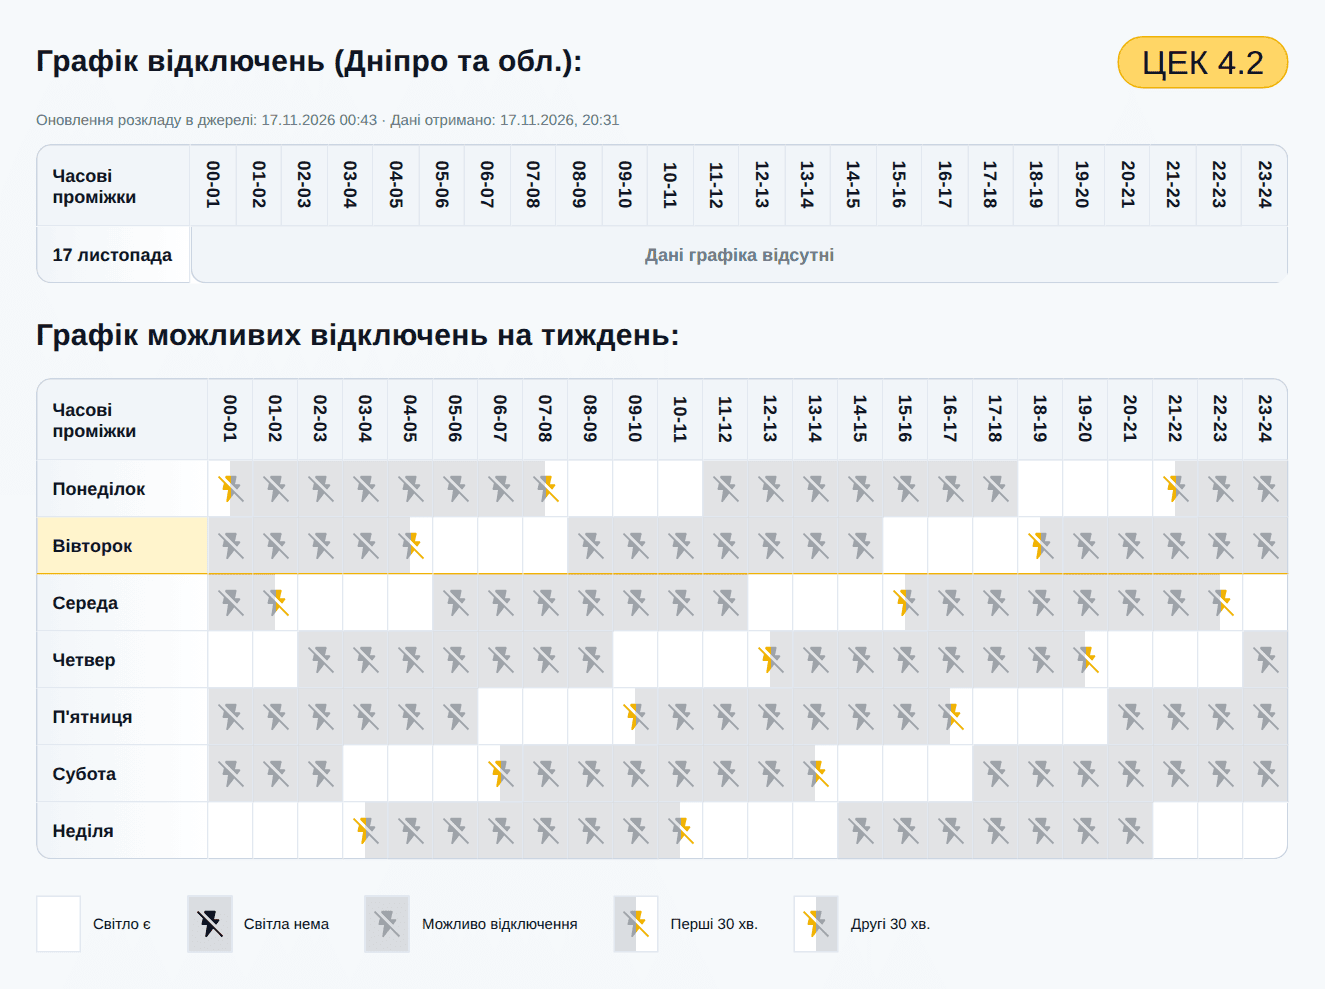 Графік відключень (Дніпро та обл.):
ЦЕК 4.2
Оновлення розкладу в джерелі: 17.11.2026 00:43 · Дані отримано: 17.11.2026, 20:31
Часові проміжки 00-01 01-02 02-03 03-04 04-05 05-06 06-07 07-08 08-09 09-10 10-11 11-12 12-13 13-14 14-15 15-16 16-17 17-18 18-19 19-20 20-21 21-22 22-23 23-24
17 листопада Дані графіка відсутні
Графік можливих відключень на тиждень:
Часові проміжки 00-01 01-02 02-03 03-04 04-05 05-06 06-07 07-08 08-09 09-10 10-11 11-12 12-13 13-14 14-15 15-16 16-17 17-18 18-19 19-20 20-21 21-22 22-23 23-24
Понеділок
Вівторок
Середа
Четвер
П'ятниця
Субота
Неділя
Світло є Світла нема Можливо відключення Перші 30 хв. Другі 30 хв.